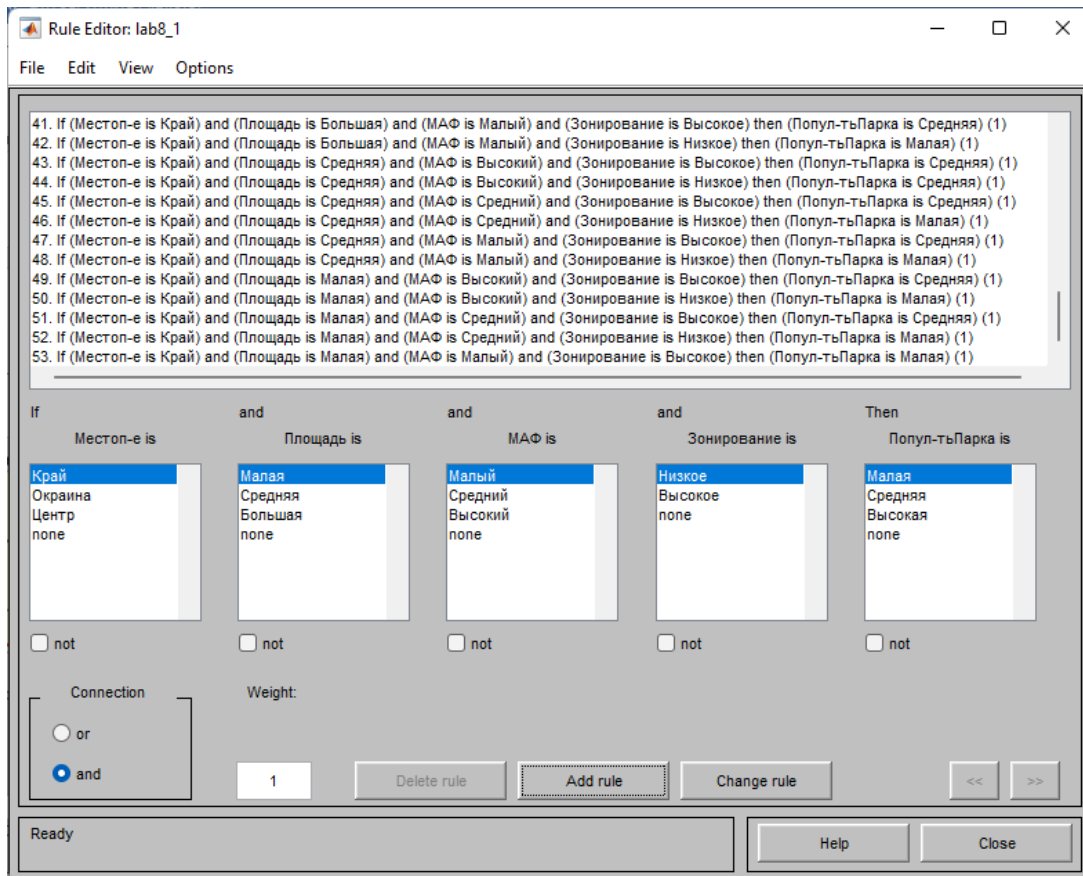 Rule Editor: lab8_1
File Edit View Options
41. If (Местоп-е is Край) and (Площадь is Большая) and (МАФ is Малый) and (Зонирование is Высокое) then (Попул-тьПарка is Средняя) (1)
42. If (Местоп-е is Край) and (Площадь is Большая) and (МАФ is Малый) and (Зонирование is Низкое) then (Попул-тьПарка is Малая) (1)
43. If (Местоп-е is Край) and (Площадь is Средняя) and (МАФ is Высокий) and (Зонирование is Высокое) then (Попул-тьПарка is Средняя) (1)
44. If (Местоп-е is Край) and (Площадь is Средняя) and (МАФ is Высокий) and (Зонирование is Низкое) then (Попул-тьПарка is Средняя) (1)
45. If (Местоп-е is Край) and (Площадь is Средняя) and (МАФ is Средний) and (Зонирование is Высокое) then (Попул-тьПарка is Средняя) (1)
46. If (Местоп-е is Край) and (Площадь is Средняя) and (МАФ is Средний) and (Зонирование is Низкое) then (Попул-тьПарка is Малая) (1)
47. If (Местоп-е is Край) and (Площадь is Средняя) and (МАФ is Малый) and (Зонирование is Высокое) then (Попул-тьПарка is Средняя) (1)
48. If (Местоп-е is Край) and (Площадь is Средняя) and (МАФ is Малый) and (Зонирование is Низкое) then (Попул-тьПарка is Малая) (1)
49. If (Местоп-е is Край) and (Площадь is Малая) and (МАФ is Высокий) and (Зонирование is Высокое) then (Попул-тьПарка is Средняя) (1)
50. If (Местоп-е is Край) and (Площадь is Малая) and (МАФ is Высокий) and (Зонирование is Низкое) then (Попул-тьПарка is Малая) (1)
51. If (Местоп-е is Край) and (Площадь is Малая) and (МАФ is Средний) and (Зонирование is Высокое) then (Попул-тьПарка is Средняя) (1)
52. If (Местоп-е is Край) and (Площадь is Малая) and (МАФ is Средний) and (Зонирование is Низкое) then (Попул-тьПарка is Малая) (1)
53. If (Местоп-е is Край) and (Площадь is Малая) and (МАФ is Малый) and (Зонирование is Высокое) then (Попул-тьПарка is Малая) (1)
If and and and Then
Местоп-е is Площадь is МАФ is Зонирование is Попул-тьПарка is
Край Малая Малый Низкое Малая
Окраина Средняя Средний Высокое Средняя
Центр Большая Высокий none Высокая
none none none none
not not not not not
Connection Weight:
or
and 1 Delete rule Add rule Change rule << >>
Ready Help Close